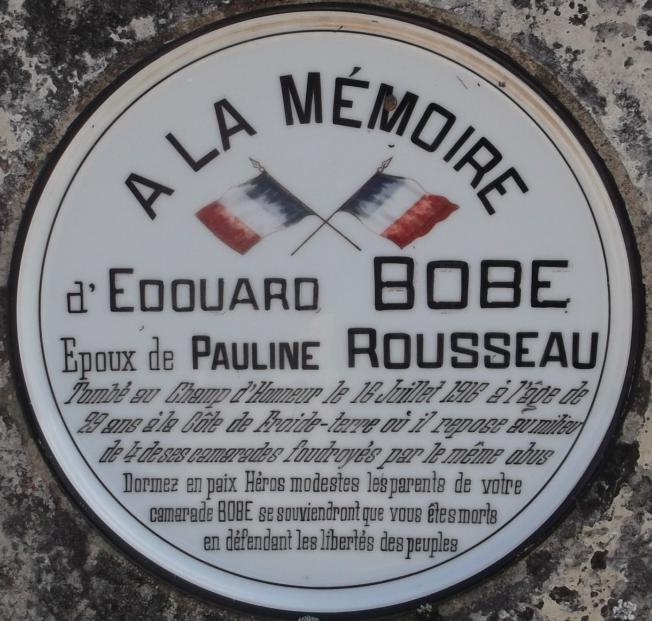 A LA MÉMOIRE
d'EDOUARD BOBE
Epoux de PAULINE ROUSSEAU
Tombé au Champ d'Honneur le 16 Juillet 1916 à l'âge de
29 ans à la Côte de Froide-terre où il repose au milieu
de 4 de ses camarades foudroyés par le même obus
Dormez en paix Héros modestes les parents de votre
camarade BOBE se souviendront que vous êtes morts
en défendant les libertés des peuples